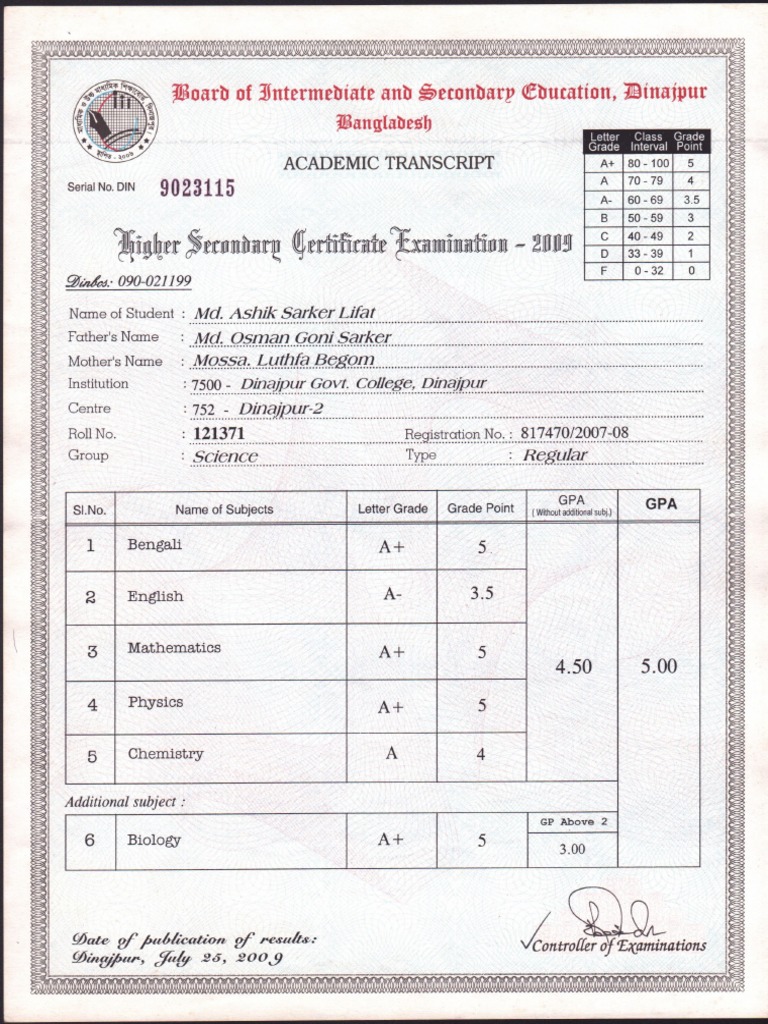 Board of Intermediate and Secondary Education, Dinajpur
Bangladesh
ACADEMIC TRANSCRIPT
Serial No. DIN 9023115
Letter Grade Class Interval Grade Point
A+ 80 - 100 5
A 70 - 79 4
A- 60 - 69 3.5
B 50 - 59 3
C 40 - 49 2
D 33 - 39 1
F 0 - 32 0
Higher Secondary Certificate Examination - 2009
Dinbos: 090-021199
Name of Student : Md. Ashik Sarker Lifat
Father's Name : Md. Osman Goni Sarker
Mother's Name : Mossa. Luthfa Begom
Institution : 7500 - Dinajpur Govt. College, Dinajpur
Centre : 752 - Dinajpur-2
Roll No. : 121371 Registration No. : 817470/2007-08
Group : Science Type : Regular
Sl.No. Name of Subjects Letter Grade Grade Point GPA (Without additional subj.) GPA
1 Bengali A+ 5
2 English A- 3.5
3 Mathematics A+ 5 4.50 5.00
4 Physics A+ 5
5 Chemistry A 4
Additional subject :
6 Biology A+ 5 GP Above 2
3.00
Date of publication of results:
Dinajpur, July 25, 2009
Controller of Examinations